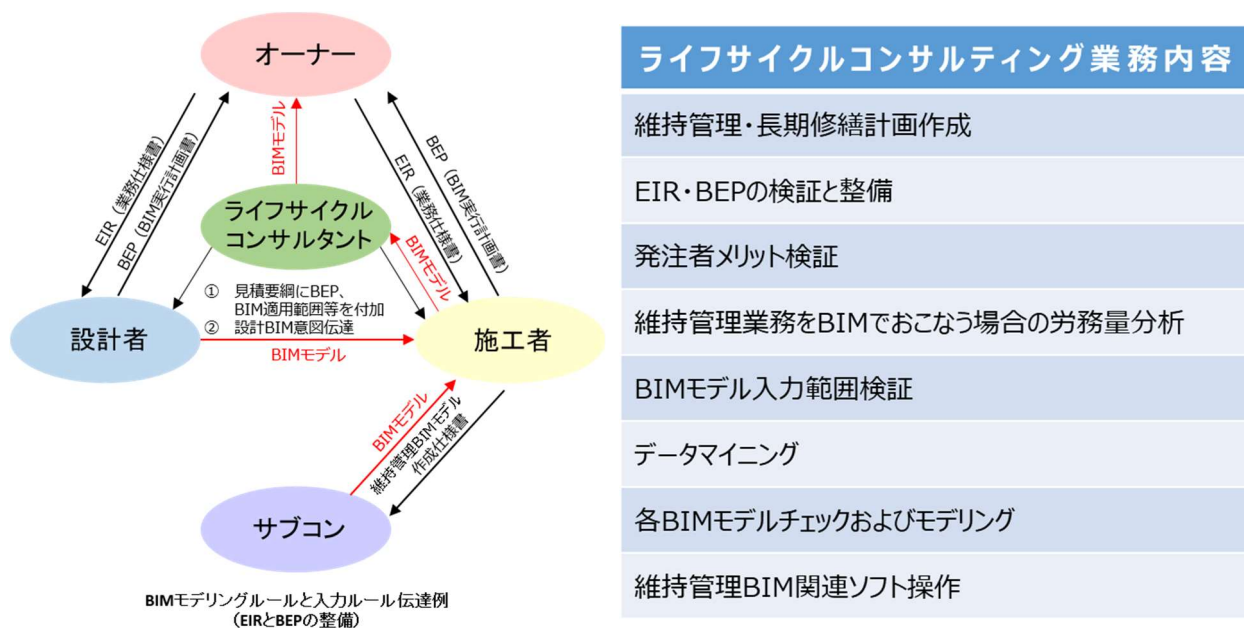 オーナー
EIR（業務仕様書）
BEP（BIM実行計画書）
BIMモデル
EIR（業務仕様書）
BEP（BIM実行計画書）
ライフサイクル
コンサルタント
BIMモデル
① 見積要綱にBEP、
BIM適用範囲等を付加
② 設計BIM意図伝達
設計者
BIMモデル
施工者
BIMモデル
維持管理BIMモデル
作成仕様書
サブコン
BIMモデリングルールと入力ルール伝達例
（EIRとBEPの整備）
ライフサイクルコンサルティング業務内容
維持管理・長期修繕計画作成
EIR・BEPの検証と整備
発注者メリット検証
維持管理業務をBIMでおこなう場合の労務量分析
BIMモデル入力範囲検証
データマイニング
各BIMモデルチェックおよびモデリング
維持管理BIM関連ソフト操作